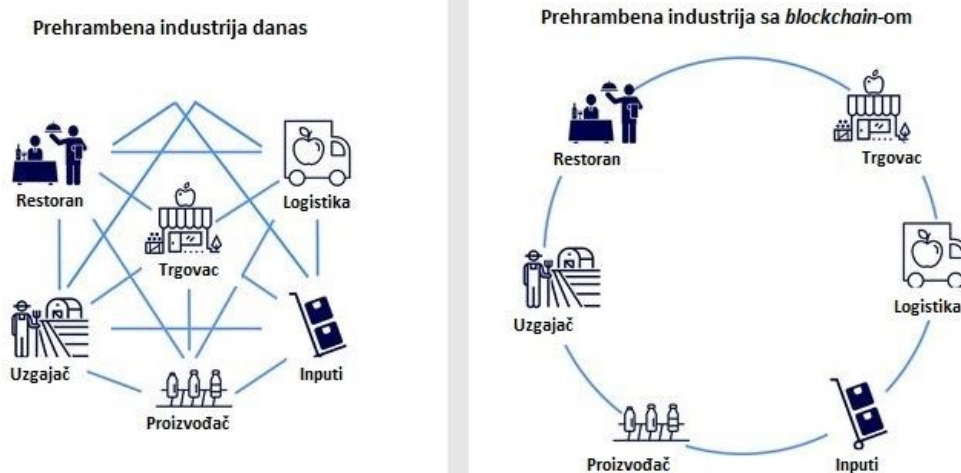 Prehrambena industrija danas
Restoran
Logistika
Trgovac
Uzgajač
Inputi
Proizvođač
Prehrambena industrija sa blockchain-om
Restoran
Trgovac
Uzgajač
Logistika
Proizvođač
Inputi